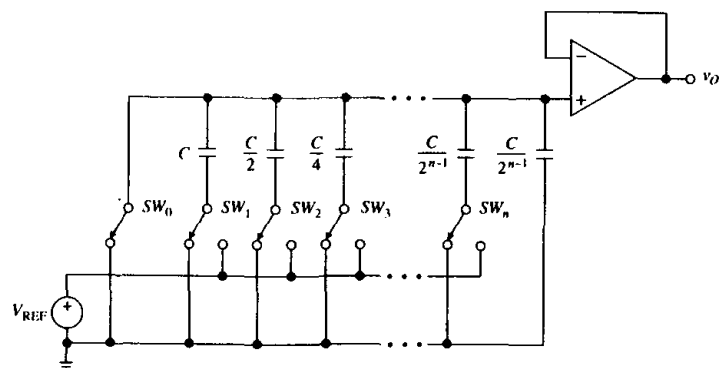 − v_O
+
C C/2 C/4 C/2^{n-1} C/2^{n-1}
SW_0 SW_1 SW_2 SW_3 SW_n
V_REF +